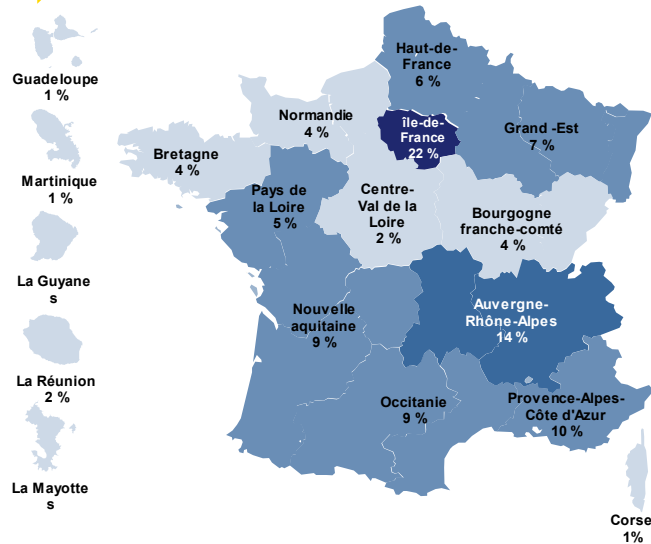 Guadeloupe
1 %
Martinique
1 %
La Guyane
s
La Réunion
2 %
La Mayotte
s
Haut-de-
France
6 %
Normandie
4 %
île-de-
France
22 %
Grand -Est
7 %
Bretagne
4 %
Pays de
la Loire
5 %
Centre-
Val de la
Loire
2 %
Bourgogne
franche-comté
4 %
Nouvelle
aquitaine
9 %
Auvergne-
Rhône-Alpes
14 %
Occitanie
9 %
Provence-Alpes-
Côte d'Azur
10 %
Corse
1%